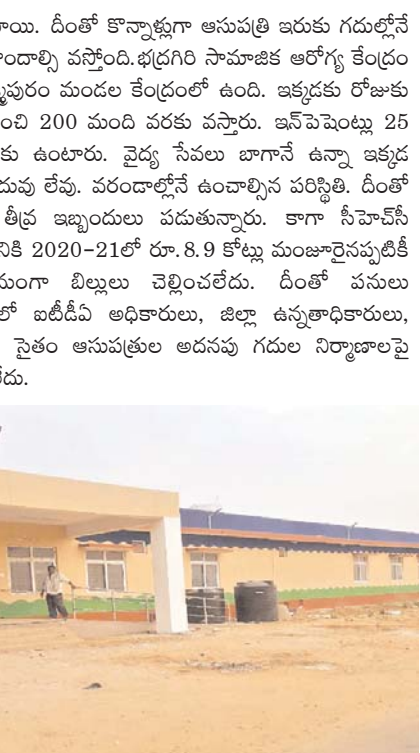 యి. దీంతో కొన్నాళ్లుగా ఆసుపత్రి ఇరుకు గదుల్లోనే
ందాల్సి వస్తోంది.భద్రగిరి సామాజిక ఆరోగ్య కేంద్రం
పురం మండల కేంద్రంలో ఉంది. ఇక్కడకు రోజుకు
ంచి 200 మంది వరకు వస్తారు. ఇన్‌పెషెంట్లు 25
కు ఉంటారు. వైద్య సేవలు బాగానే ఉన్నా ఇక్కడ
దువు లేవు. వరండాల్లోనే ఉంచాల్సిన పరిస్థితి. దీంతో
తీవ్ర ఇబ్బందులు పడుతున్నారు. కాగా సీహెచ్‌సీ
నికి 2020-21లో రూ.8.9 కోట్లు మంజూరైనప్పటికీ
మంగా బిల్లులు చెల్లించలేదు. దీంతో పనులు
లో ఐటీడీఏ అధికారులు, జిల్లా ఉన్నతాధికారులు,
సైతం ఆసుపత్రుల అదనపు గదుల నిర్మాణాలపై
దు.